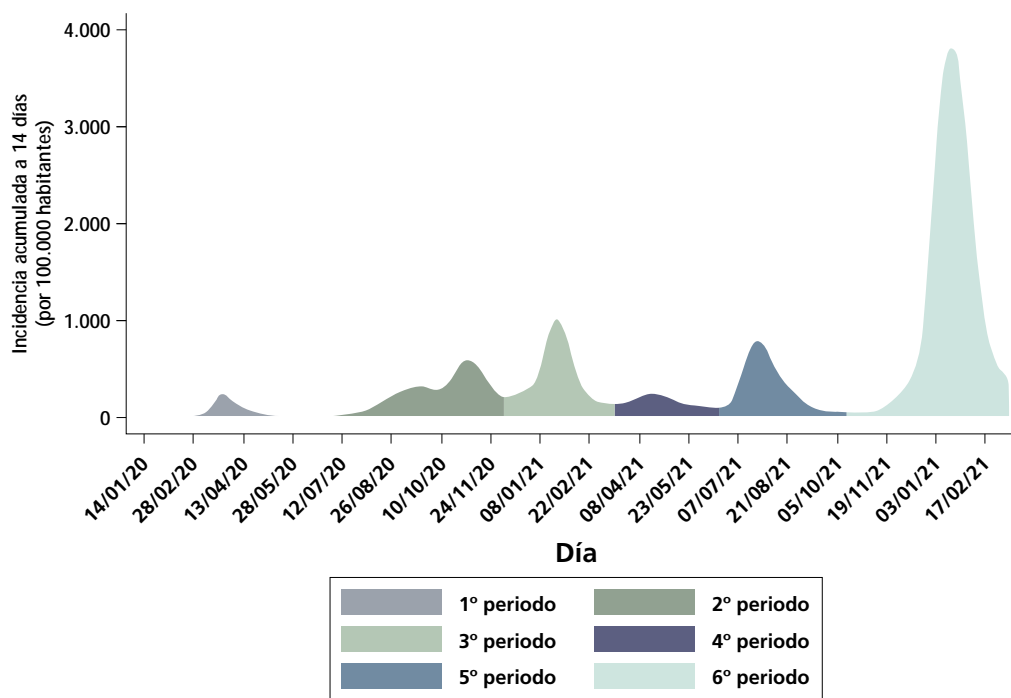 Incidencia acumulada a 14 días
(por 100.000 habitantes)
4.000
3.000
2.000
1.000
0
14/01/20
28/02/20
13/04/20
28/05/20
12/07/20
26/08/20
10/10/20
24/11/20
08/01/21
22/02/21
08/04/21
23/05/21
07/07/21
21/08/21
05/10/21
19/11/21
03/01/21
17/02/21
Día
1º periodo
2º periodo
3º periodo
4º periodo
5º periodo
6º periodo